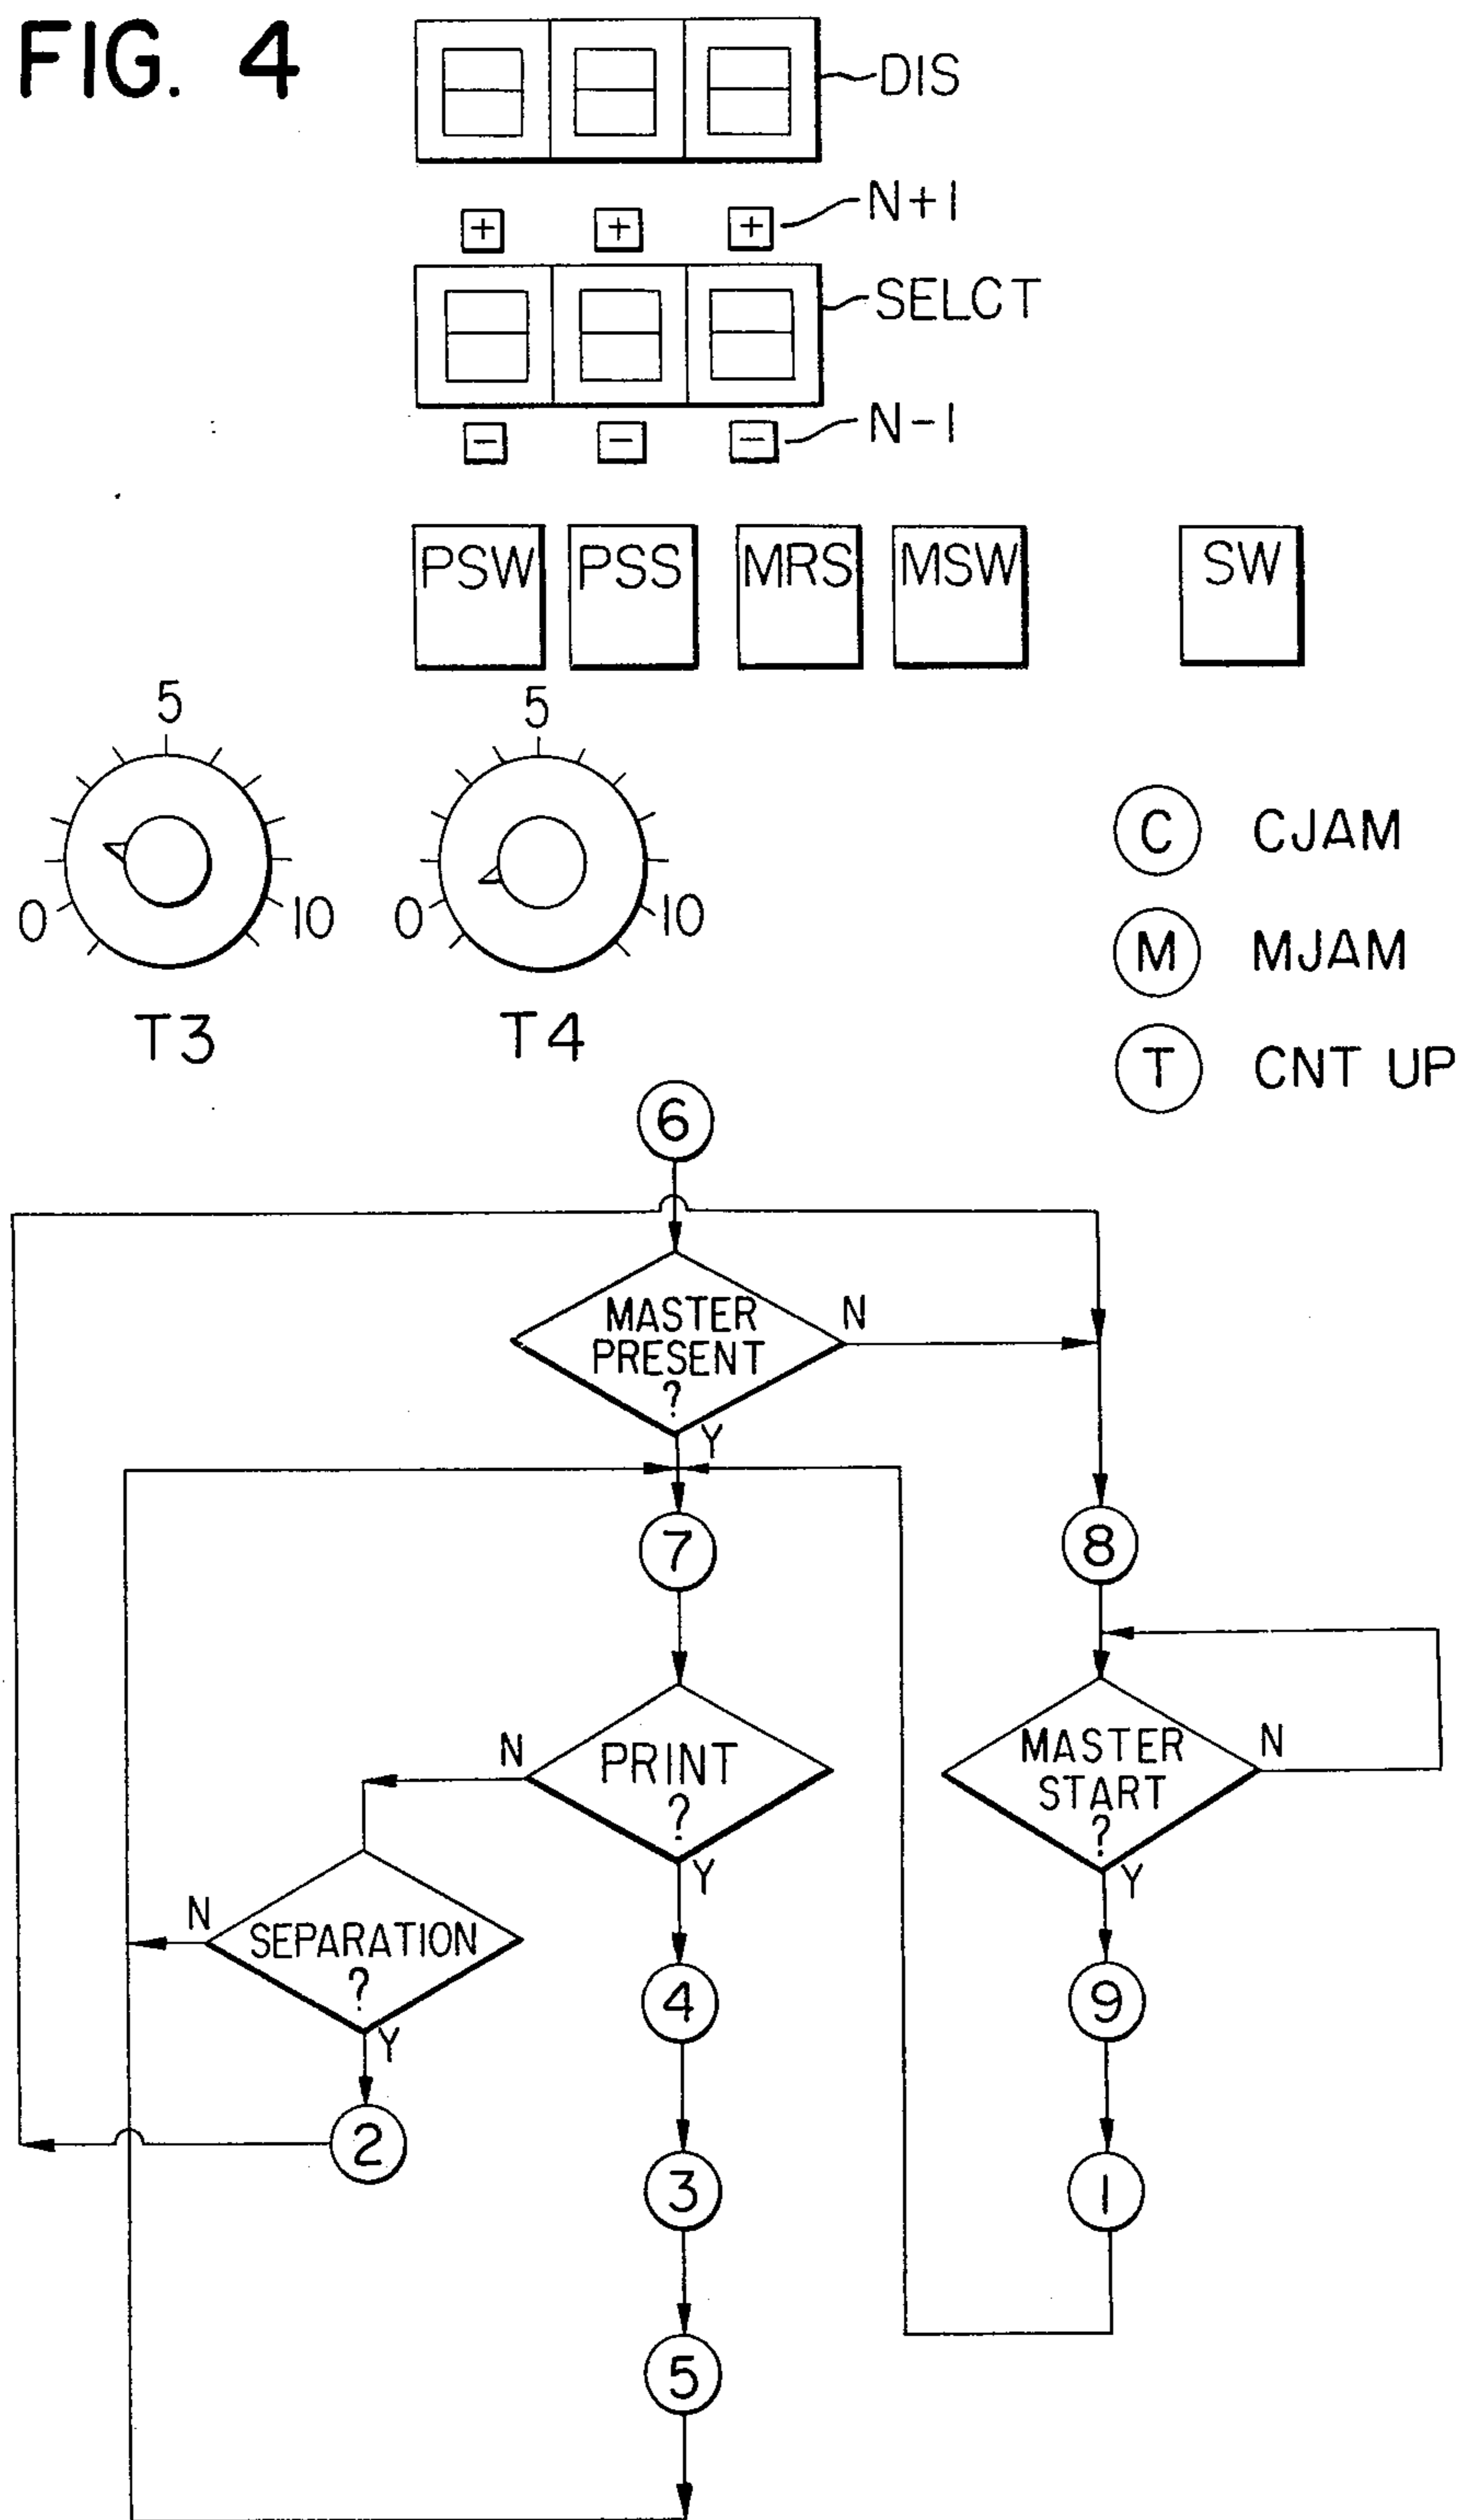 FIG. 4
DIS
+ + +
N+1
SELCT
- - -
N-1
PSW PSS MRS MSW SW
5 5
0 10 0 10
T3 T4
C CJAM
M MJAM
T CNT UP
6
MASTER
PRESENT
?
N
Y
7
8
PRINT
?
N
Y
MASTER
START
?
N
Y
SEPARATION
?
N
Y
4
9
2
3
1
5